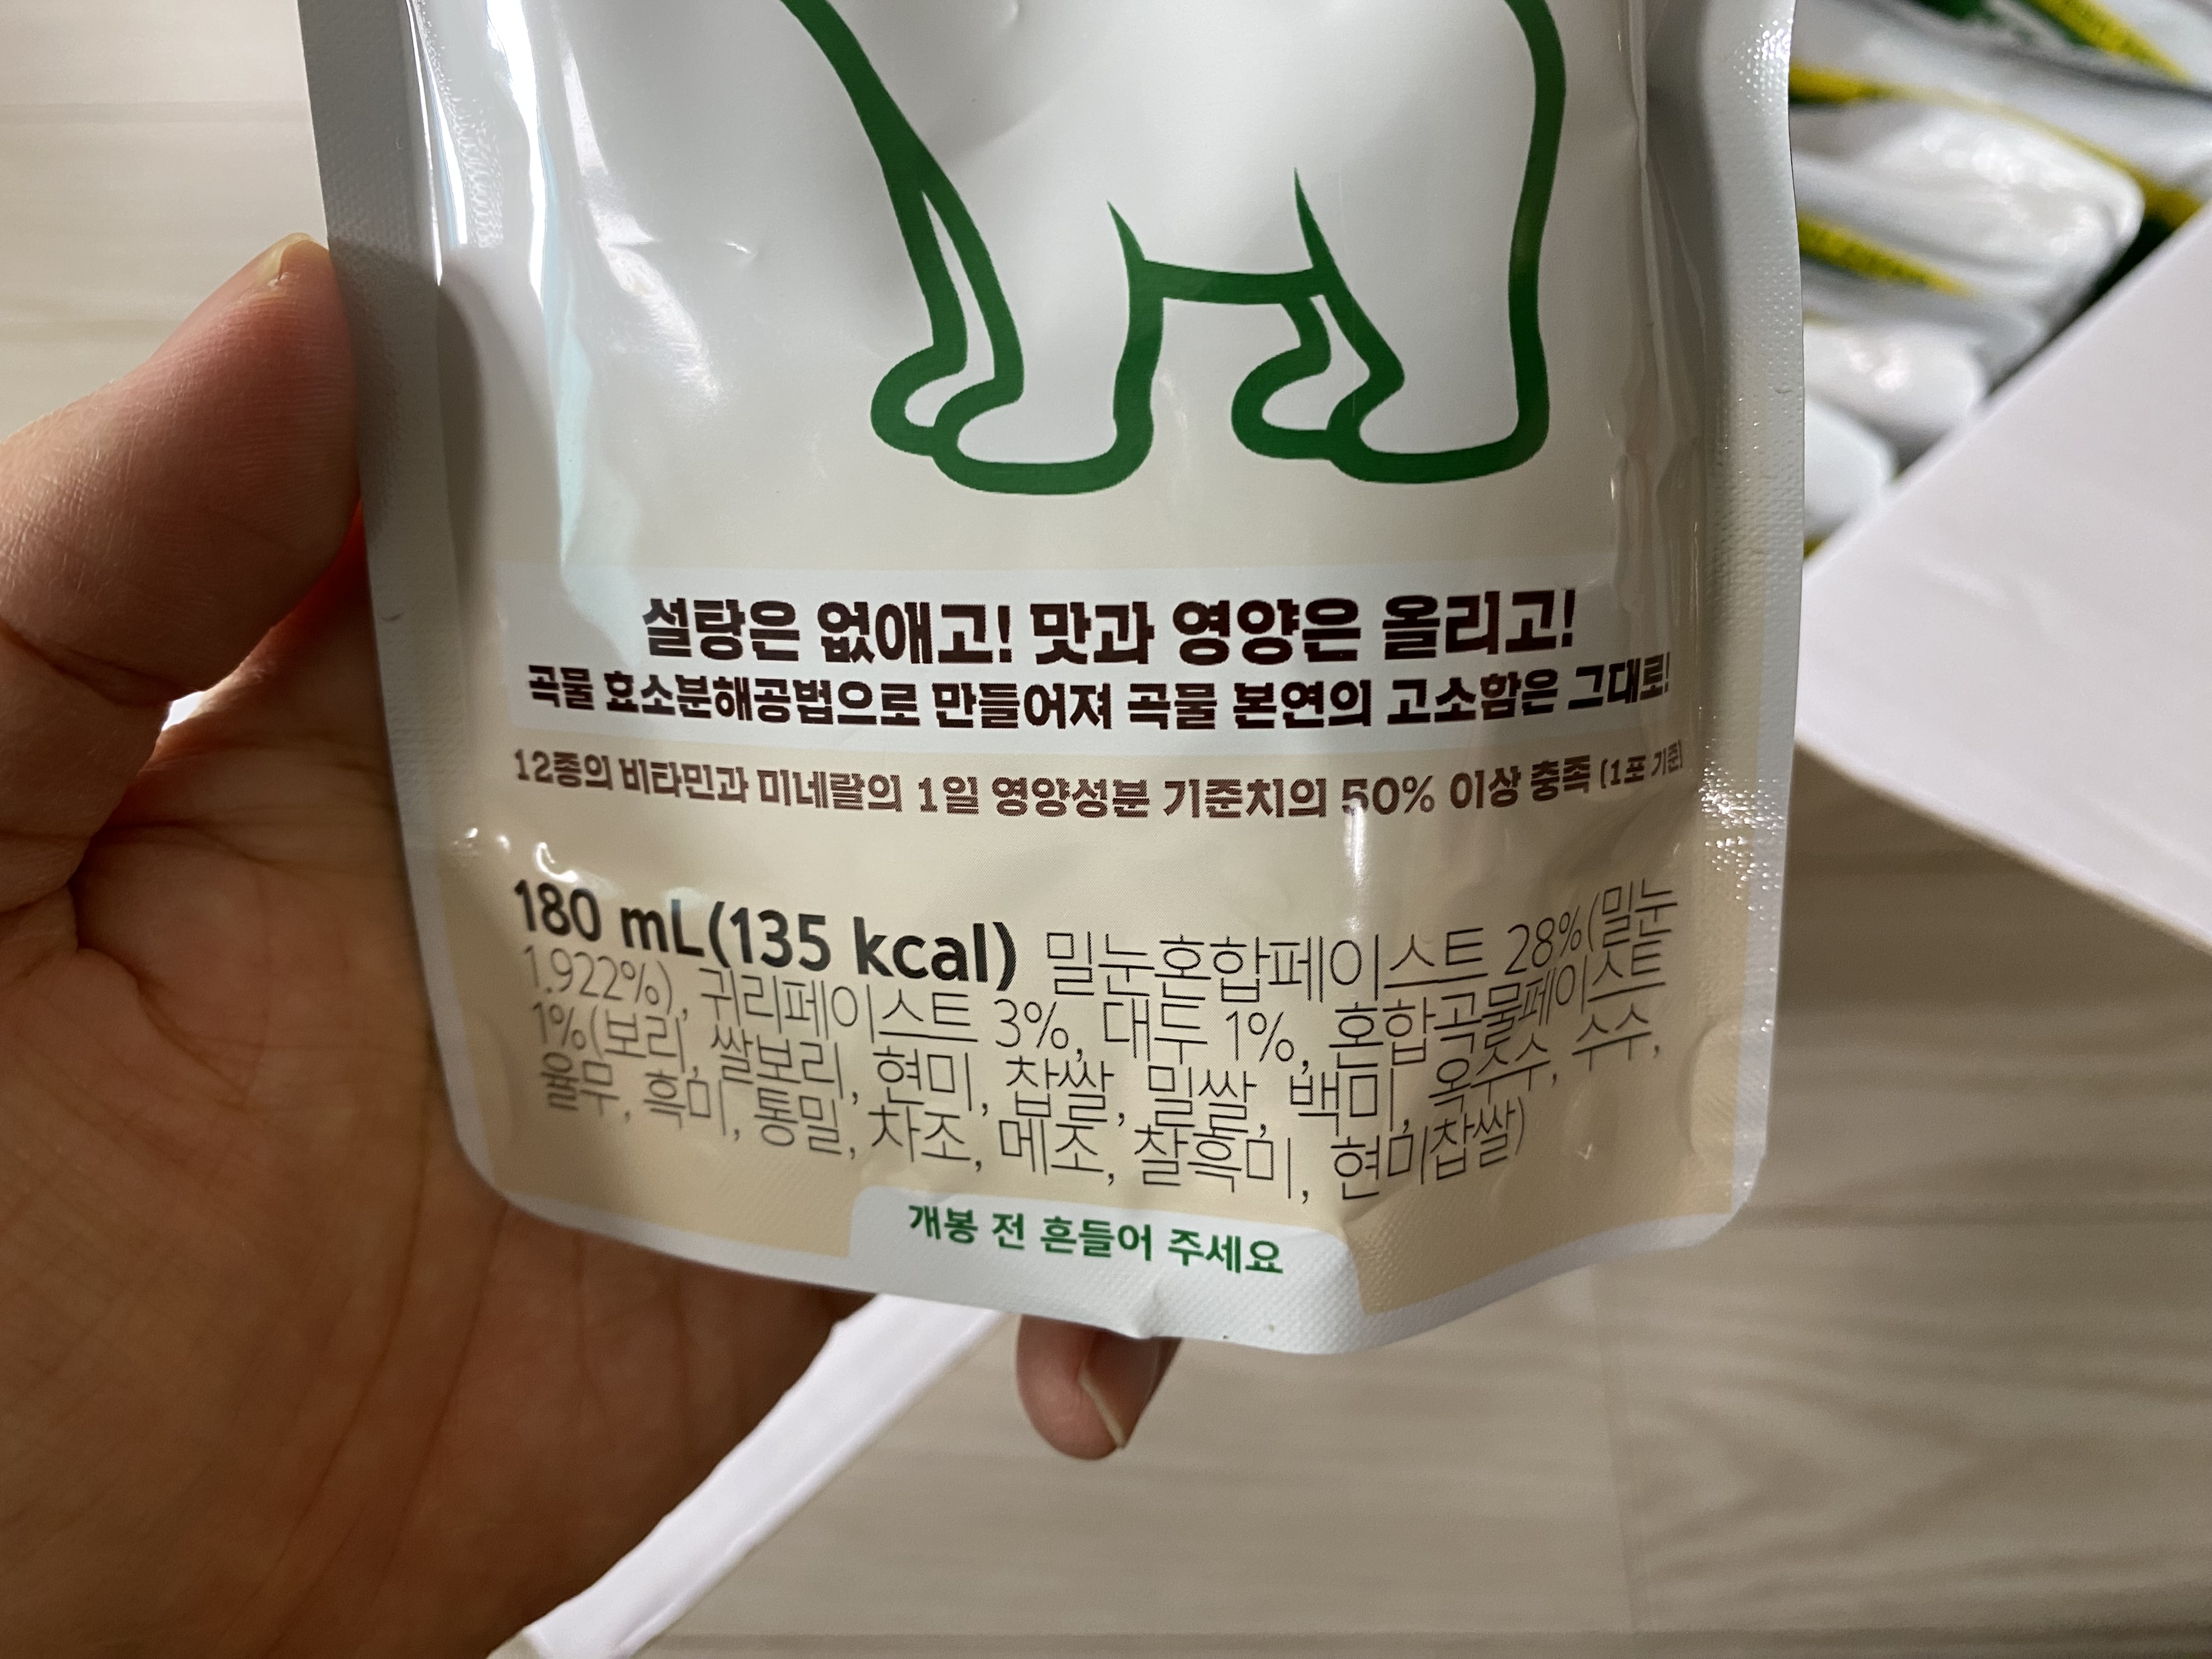 설탕은 없애고! 맛과 영양은 올리고!
곡물 효소분해공법으로 만들어져 곡물 본연의 고소함은 그대로!
12종의 비타민과 미네랄의 1일 영양성분 기준치의 50% 이상 충족 (1포 기준)
180 mL(135 kcal) 밀눈혼합페이스트 28%(밀눈
1.922%), 귀리페이스트 3%, 대두 1%, 혼합곡물페이스트
1%(보리, 쌀보리, 현미, 찹쌀, 밀쌀, 백미, 옥수수, 수수,
율무, 흑미, 통밀, 차조, 메조, 찰흑미, 현미찹쌀)
개봉 전 흔들어 주세요